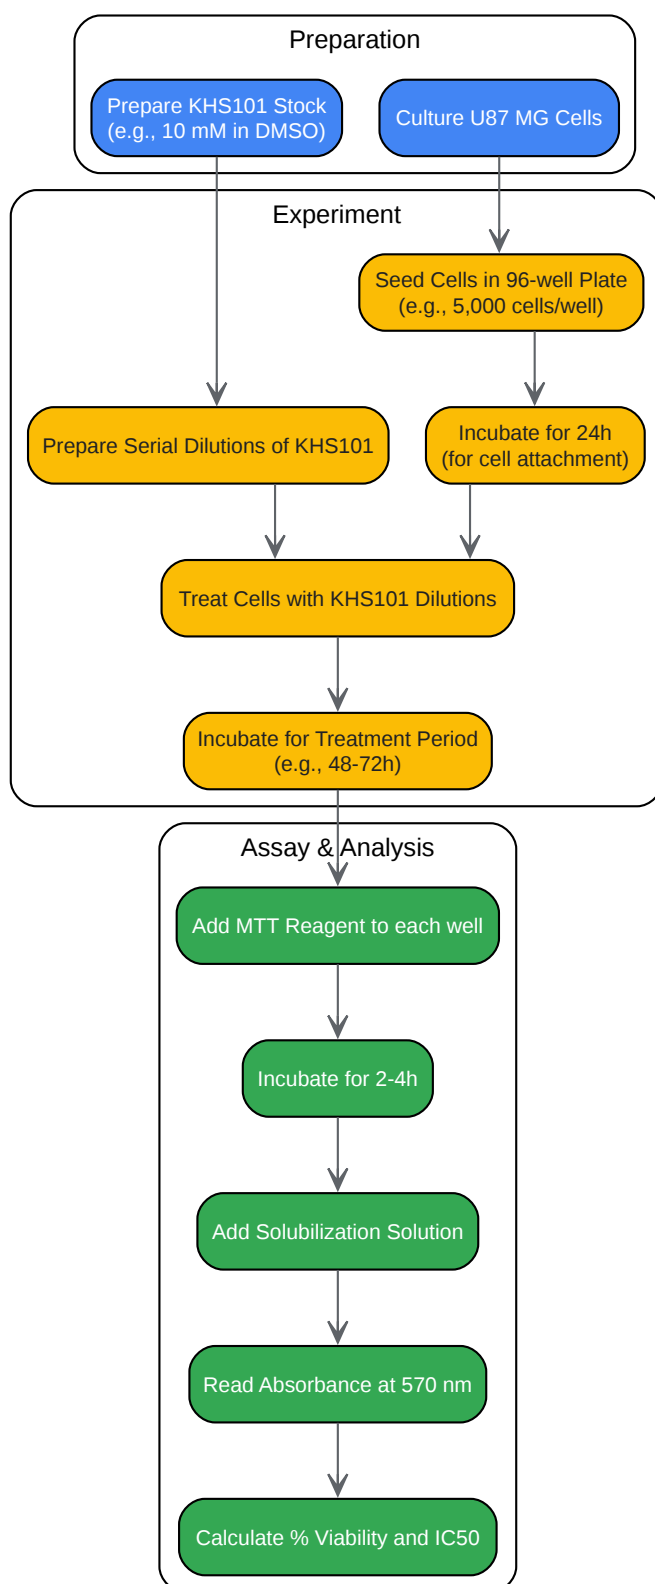 Preparation
Prepare KHS101 Stock
(e.g., 10 mM in DMSO)
Culture U87 MG Cells
Experiment
Seed Cells in 96-well Plate
(e.g., 5,000 cells/well)
Prepare Serial Dilutions of KHS101
Incubate for 24h
(for cell attachment)
Treat Cells with KHS101 Dilutions
Incubate for Treatment Period
(e.g., 48-72h)
Assay & Analysis
Add MTT Reagent to each well
Incubate for 2-4h
Add Solubilization Solution
Read Absorbance at 570 nm
Calculate % Viability and IC50